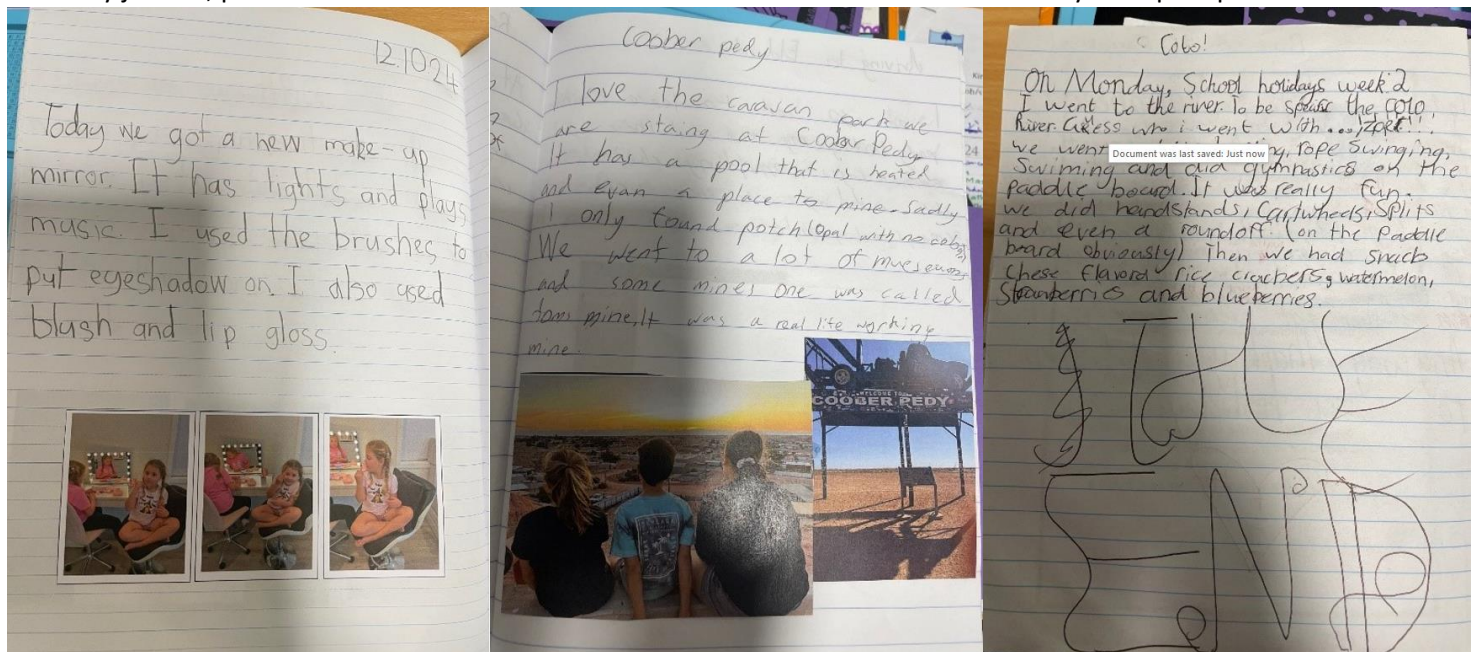 12.10.24
Today we got a new make-up
mirror. It has lights and plays
music. I used the brushes to
put eyeshadow on. I also used
blush and lip gloss.
Coober pedy
I love the caravan park we
are staing at Coober Pedy
It has a pool that is heated
and evan a place to mine. Sadly
I only found potch (opal with no
We went to a lot of
and some mines one was called
toms mine, It was a real life working
mine.
WELCOME TO
COOBER PEDY
Colo!
On Monday, School holidays week 2
I went to the river. To be the Colo
River. Guess who i went with...
we went rope Swinging,
Swiming and did gymnastics on the
paddle board. It was really fun.
we did handstands, Cartwheels, Splits
and even a roundoff. (on the Paddle
board obviously) Then we had snack
chese flavord rice crackers, watermelon,
Strawberries and blueberries.
THE
END
Document was last saved: Just now